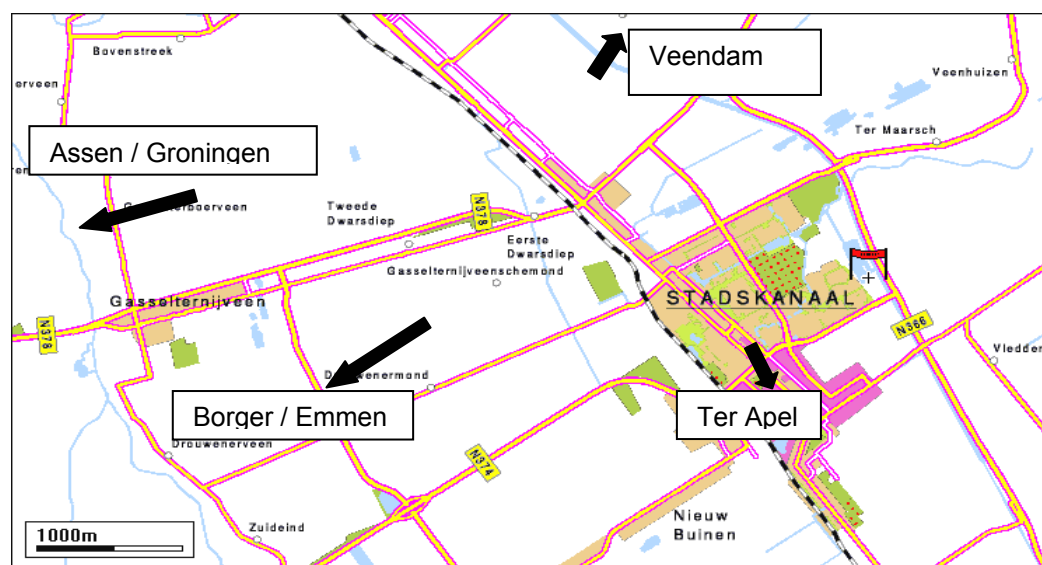 Bovenstreek
Veendam
Veenhuizen
erveen
Ter Maarsch
Assen / Groningen
Tweede
Dwarsdiep
N378
Eerste
Dwarsdiep
Gasselternijveenschemond
Gasselternijveen
STADSKANAAL
N378
N366
Vledder
Borger / Emmen
Ter Apel
Drouwenerveen
N374
Nieuw
Buinen
Zuideind
1000m